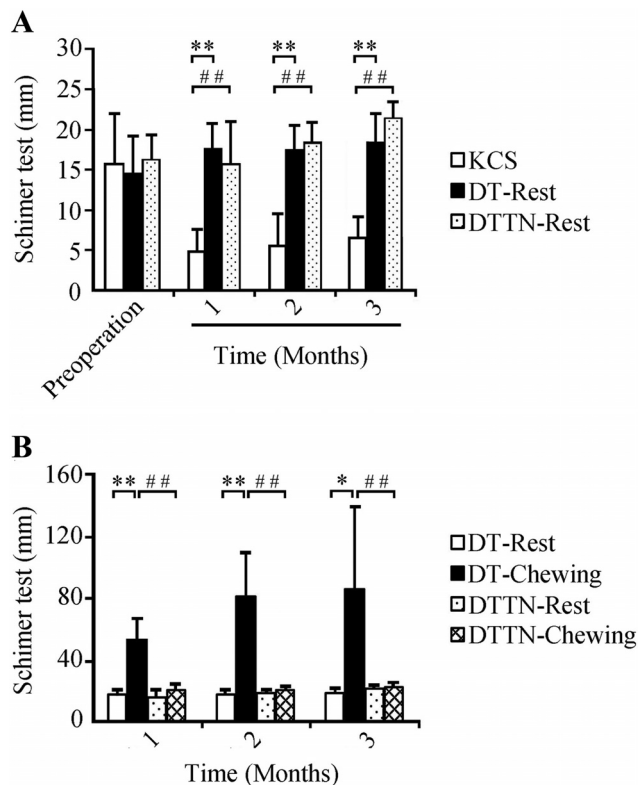 A
Schimer test (mm)
30
25
20
15
10
5
0
** ** **
## ## ##
KCS
DT-Rest
DTTN-Rest
Preoperation
1 2 3
Time (Months)
B
Schimer test (mm)
160
120
80
40
0
** ## ** ## * ##
DT-Rest
DT-Chewing
DTTN-Rest
DTTN-Chewing
1 2 3
Time (Months)